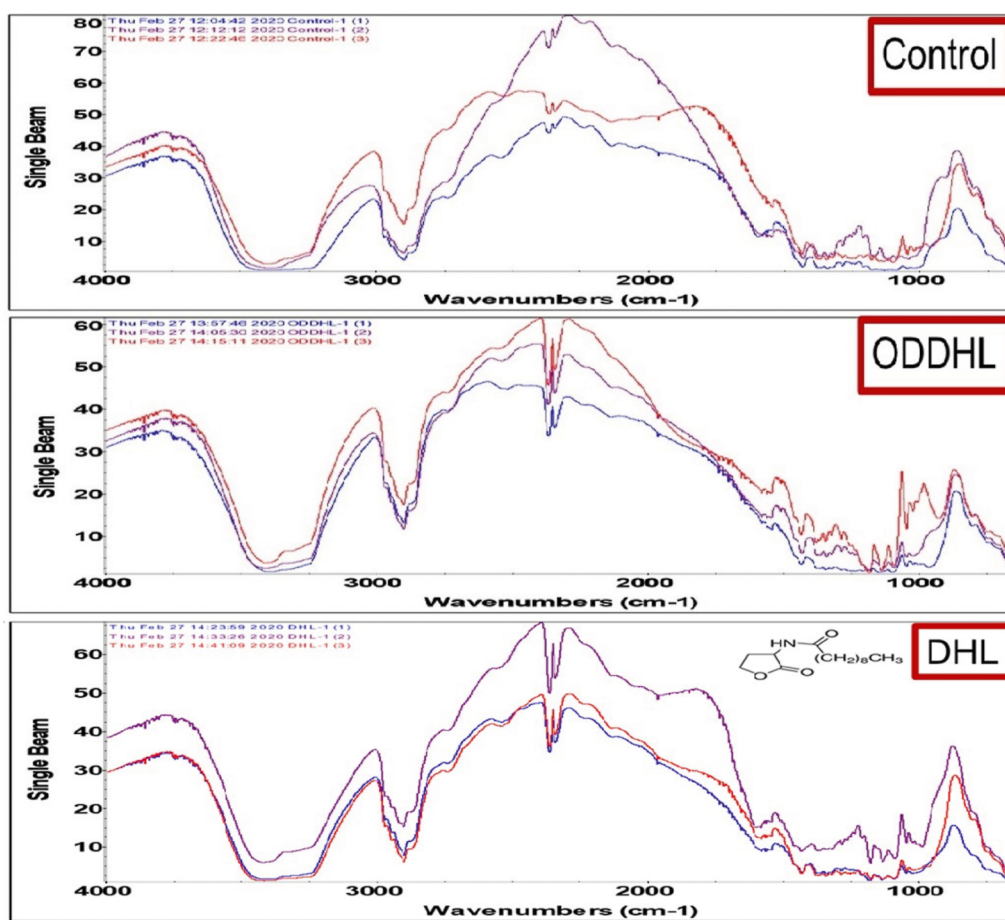 Thu Feb 27 12:04:42 2020 Control-1 (1)
Thu Feb 27 12:12:12 2020 Control-1 (2)
Thu Feb 27 12:22:46 2020 Control-1 (3)
Control
80
70
60
50
40
30
20
10
Single Beam
4000 3000 2000 1000
Wavenumbers (cm-1)
Thu Feb 27 13:57:46 2020 ODDHL-1 (1)
Thu Feb 27 14:05:30 2020 ODDHL-1 (2)
Thu Feb 27 14:15:11 2020 ODDHL-1 (3)
ODDHL
60
50
40
30
20
10
Single Beam
4000 3000 2000 1000
Wavenumbers (cm-1)
Thu Feb 27 14:23:59 2020 DHL-1 (1)
Thu Feb 27 14:33:26 2020 DHL-1 (2)
Thu Feb 27 14:41:09 2020 DHL-1 (3)
DHL
O
HN
(CH2)8CH3
O
O
60
50
40
30
20
10
Single Beam
4000 3000 2000 1000
Wavenumbers (cm-1)